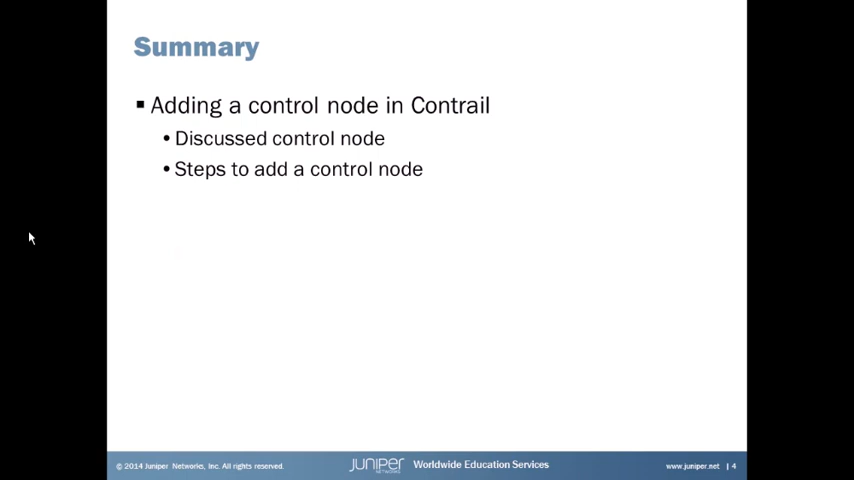 Summary
▪ Adding a control node in Contrail
• Discussed control node
• Steps to add a control node
© 2014 Juniper Networks, Inc. All rights reserved. JUNIPER NETWORKS Worldwide Education Services www.juniper.net | 4